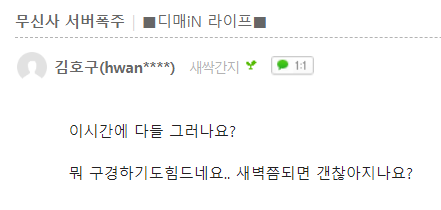 무신사 서버폭주 | ■디매iN 라이프■
김호구(hwan****) 새싹간지 1:1
이시간에 다들 그러나요?
뭐 구경하기도힘드네요.. 새벽쯤되면 갠찮아지나요?